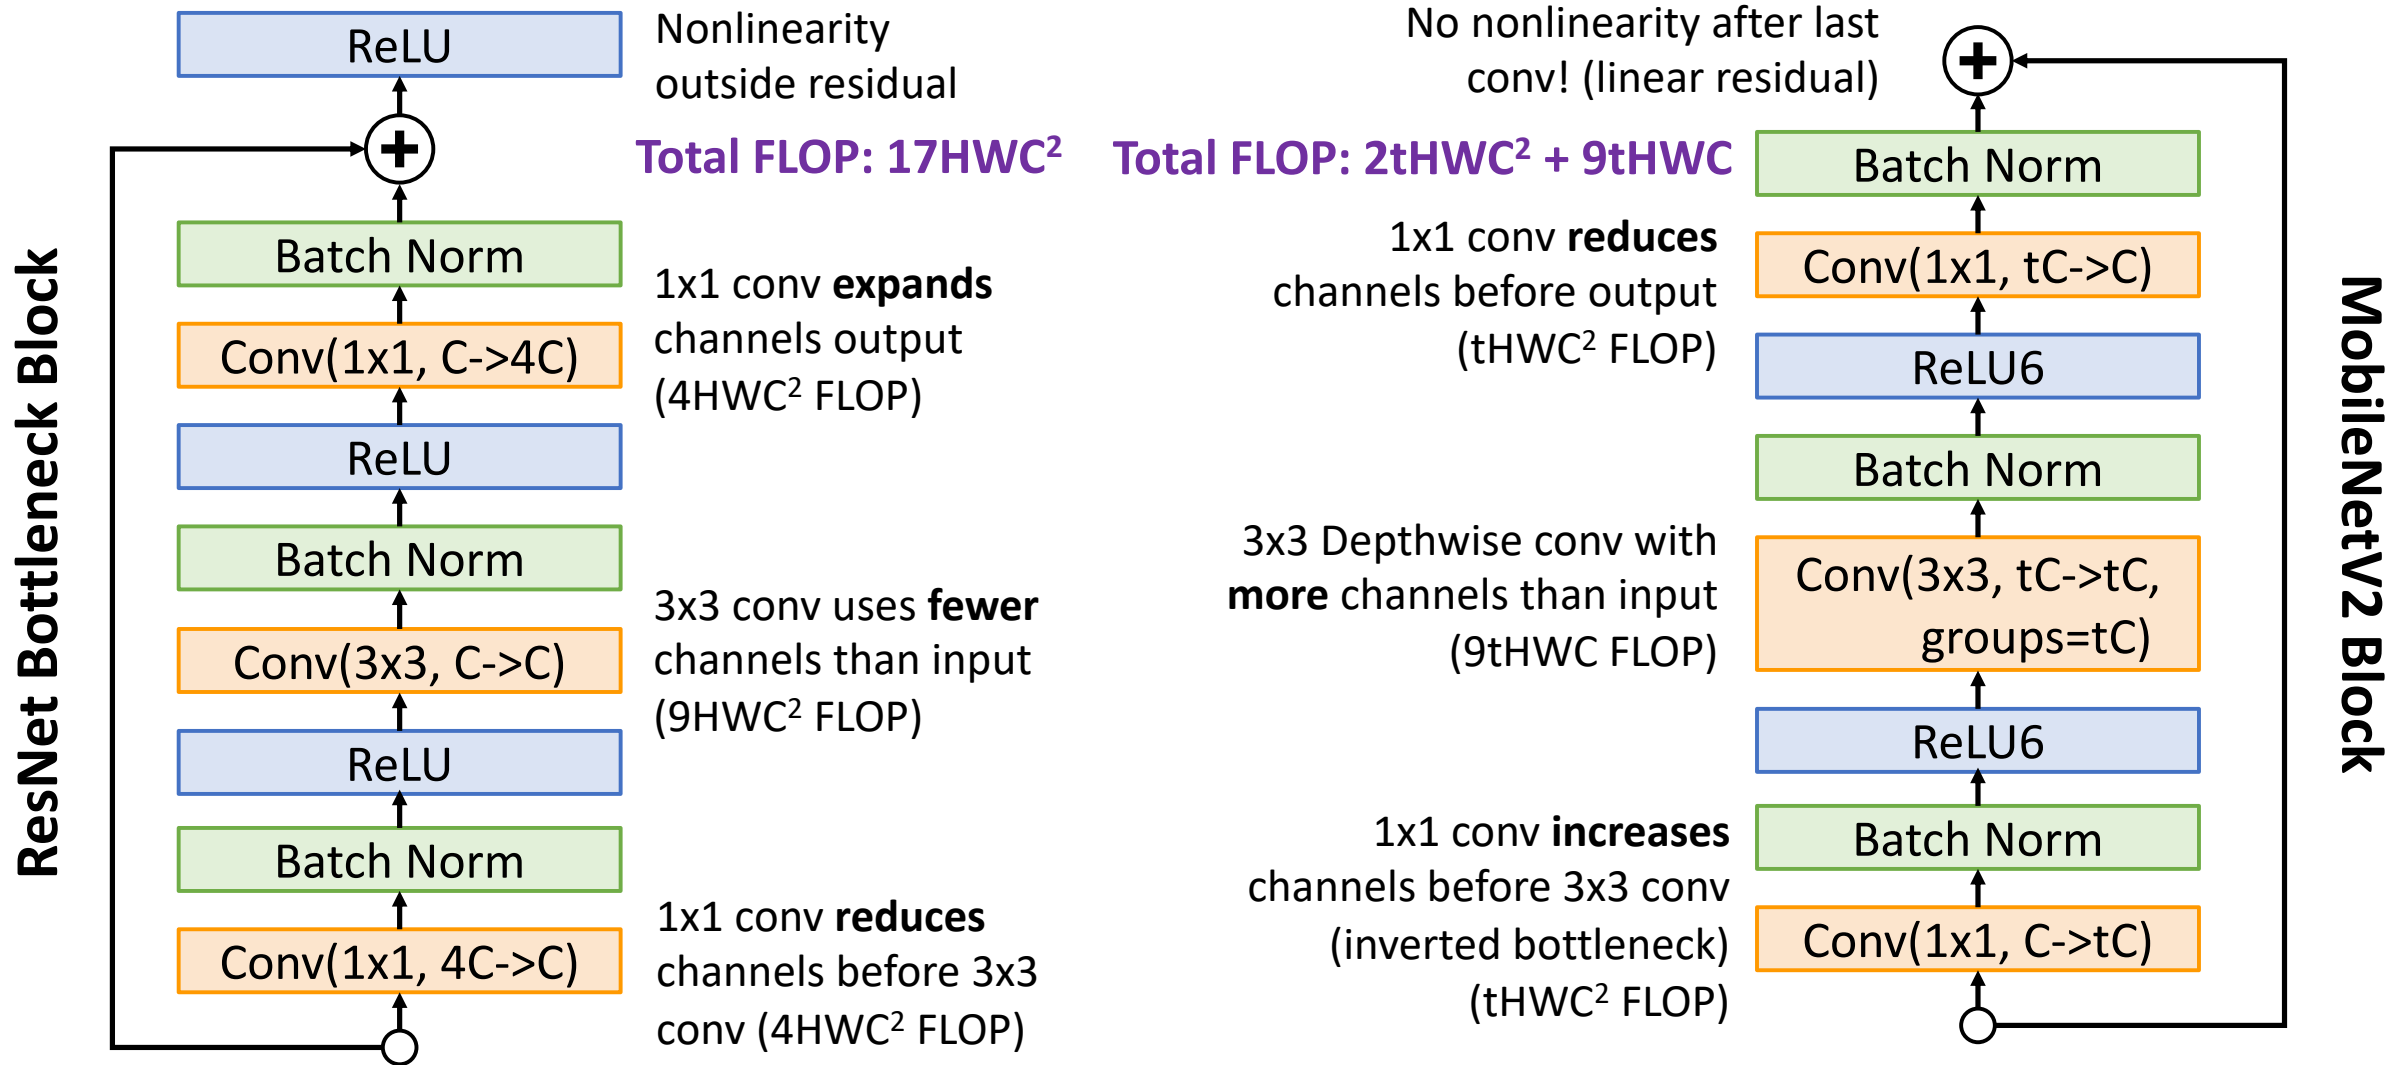 ResNet Bottleneck Block
ReLU
Batch Norm
Conv(1x1, C->4C)
ReLU
Batch Norm
Conv(3x3, C->C)
ReLU
Batch Norm
Conv(1x1, 4C->C)
Nonlinearity
outside residual
Total FLOP: 17HWC²
1x1 conv expands
channels output
(4HWC² FLOP)
3x3 conv uses fewer
channels than input
(9HWC² FLOP)
1x1 conv reduces
channels before 3x3
conv (4HWC² FLOP)
No nonlinearity after last
conv! (linear residual)
Total FLOP: 2tHWC² + 9tHWC
1x1 conv reduces
channels before output
(tHWC² FLOP)
3x3 Depthwise conv with
more channels than input
(9tHWC FLOP)
1x1 conv increases
channels before 3x3 conv
(inverted bottleneck)
(tHWC² FLOP)
Batch Norm
Conv(1x1, tC->C)
ReLU6
Batch Norm
Conv(3x3, tC->tC,
groups=tC)
ReLU6
Batch Norm
Conv(1x1, C->tC)
MobileNetV2 Block